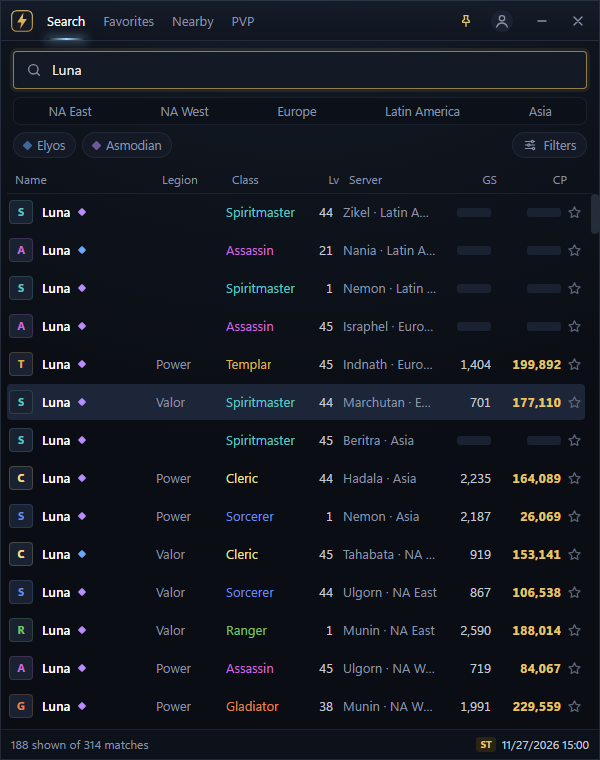 Search Favorites Nearby PVP
Luna
NA East NA West Europe Latin America Asia
Elyos Asmodian Filters
Name Legion Class Lv Server GS CP
S Luna Spiritmaster 44 Zikel · Latin A...
A Luna Assassin 21 Nania · Latin A...
S Luna Spiritmaster 1 Nemon · Latin ...
A Luna Assassin 45 Israphel · Euro...
T Luna Power Templar 45 Indnath · Euro... 1,404 199,892
S Luna Valor Spiritmaster 44 Marchutan · E... 701 177,110
S Luna Spiritmaster 45 Beritra · Asia
C Luna Power Cleric 44 Hadala · Asia 2,235 164,089
S Luna Power Sorcerer 1 Nemon · Asia 2,187 26,069
C Luna Valor Cleric 45 Tahabata · NA ... 919 153,141
S Luna Valor Sorcerer 44 Ulgorn · NA East 867 106,538
R Luna Valor Ranger 1 Munin · NA East 2,590 188,014
A Luna Power Assassin 45 Ulgorn · NA W... 719 84,067
G Luna Power Gladiator 38 Munin · NA W... 1,991 229,559
188 shown of 314 matches ST 11/27/2026 15:00